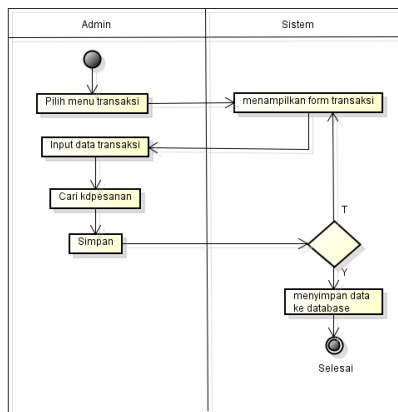 Admin
Sistem
Pilih menu transaksi
menampilkan form transaksi
Input data transaksi
Cari kdpesanan
Simpan
T
Y
menyimpan data
ke database
Selesai